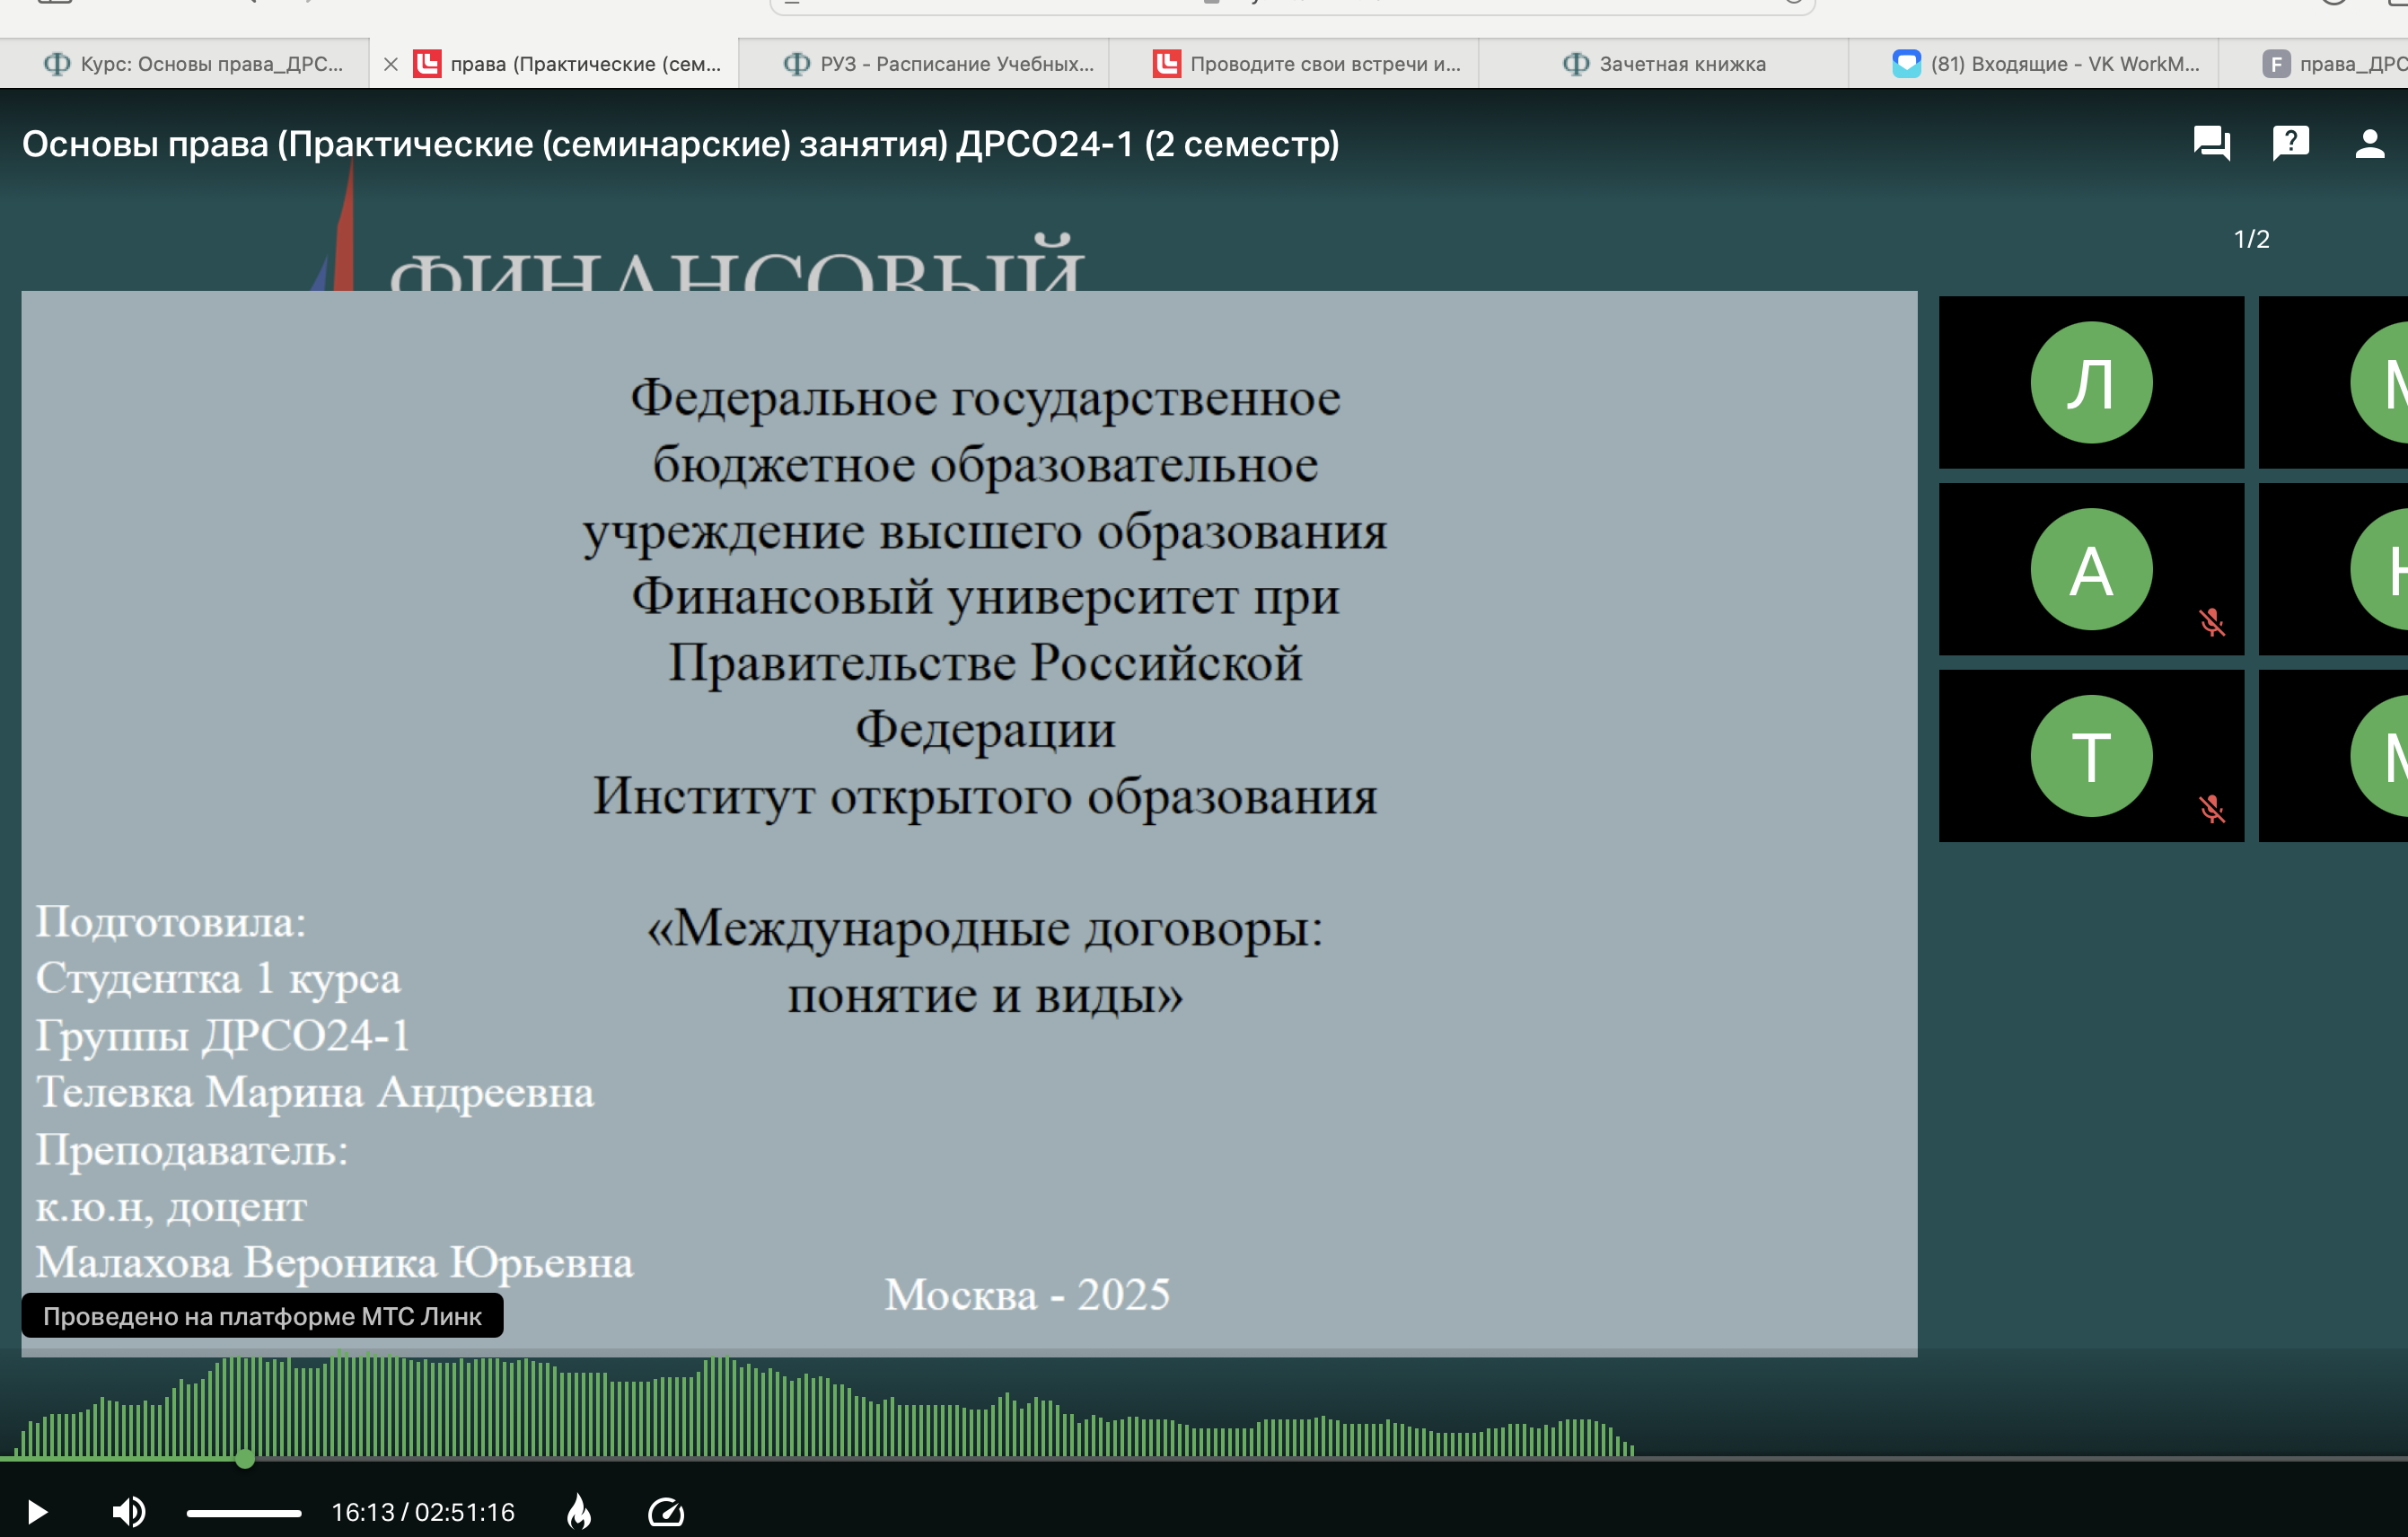 Курс: Основы права_ДРС...
права (Практические (сем...
РУЗ - Расписание Учебных...
Проводите свои встречи и...
Зачетная книжка
(81) Входящие - VK WorkM...
F
права_ДРС
Основы права (Практические (семинарские) занятия) ДРСО24-1 (2 семестр)
1/2
ФИНАНСОВЫЙ
Федеральное государственное
бюджетное образовательное
учреждение высшего образования
Финансовый университет при
Правительстве Российской
Федерации
Институт открытого образования
«Международные договоры:
понятие и виды»
Подготовила:
Студентка 1 курса
Группы ДРСО24-1
Телевка Марина Андреевна
Преподаватель:
к.ю.н, доцент
Малахова Вероника Юрьевна
Москва - 2025
Л
А
Т
Проведено на платформе МТС Линк
16:13 / 02:51:16